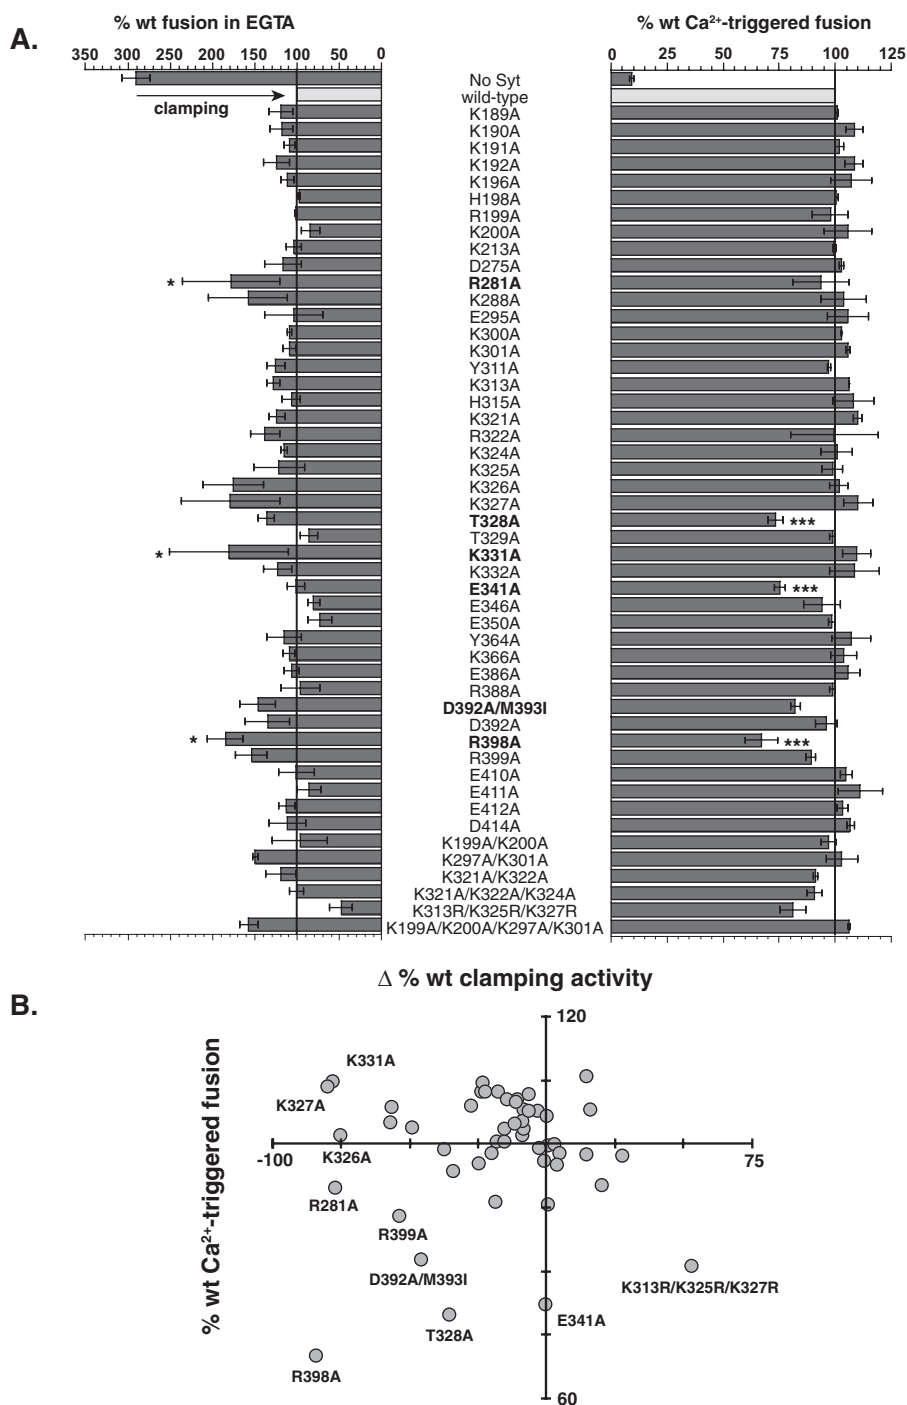 A.
% wt fusion in EGTA
% wt Ca²⁺-triggered fusion
350 300 250 200 150 100 50 0
0 25 50 75 100 125
clamping
No Syt
wild-type
K189A
K190A
K191A
K192A
K196A
H198A
R199A
K200A
K213A
D275A
* R281A
K288A
E295A
K300A
K301A
Y311A
K313A
H315A
K321A
R322A
K324A
K325A
K326A
K327A
T328A ***
T329A
* K331A
K332A
E341A ***
E346A
E350A
Y364A
K366A
E386A
R388A
D392A/M393I
D392A
* R398A ***
R399A
E410A
E411A
E412A
D414A
K199A/K200A
K297A/K301A
K321A/K322A
K321A/K322A/K324A
K313R/K325R/K327R
K199A/K200A/K297A/K301A
B.
Δ % wt clamping activity
% wt Ca²⁺-triggered fusion
120
K331A
K327A
-100
K326A
75
R281A
R399A
D392A/M393I
K313R/K325R/K327R
E341A
T328A
R398A
60